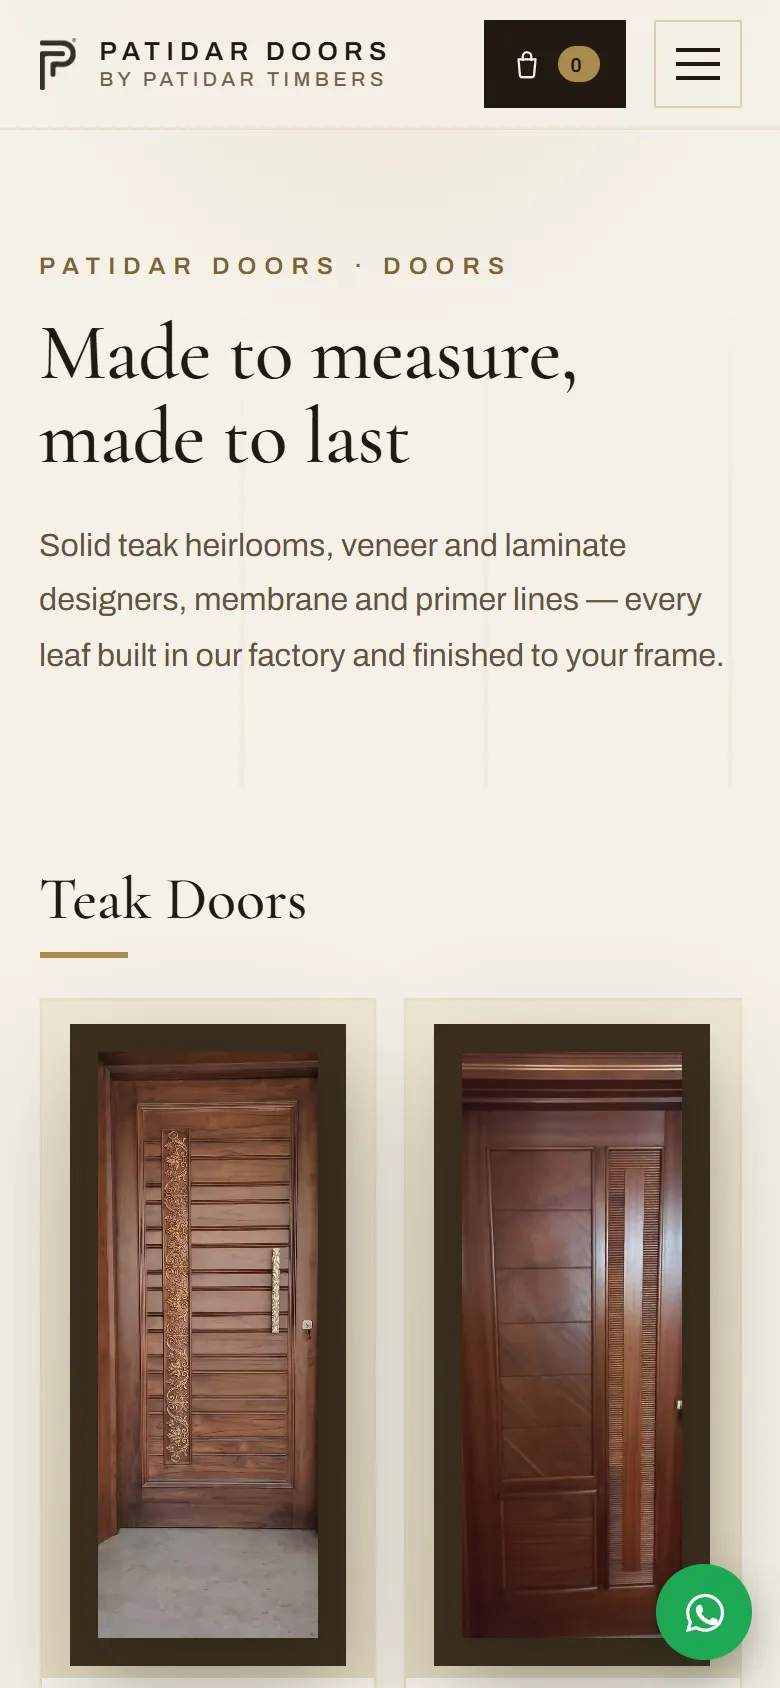 PATIDAR DOORS
BY PATIDAR TIMBERS
0
PATIDAR DOORS · DOORS
Made to measure,
made to last
Solid teak heirlooms, veneer and laminate
designers, membrane and primer lines — every
leaf built in our factory and finished to your frame.
Teak Doors